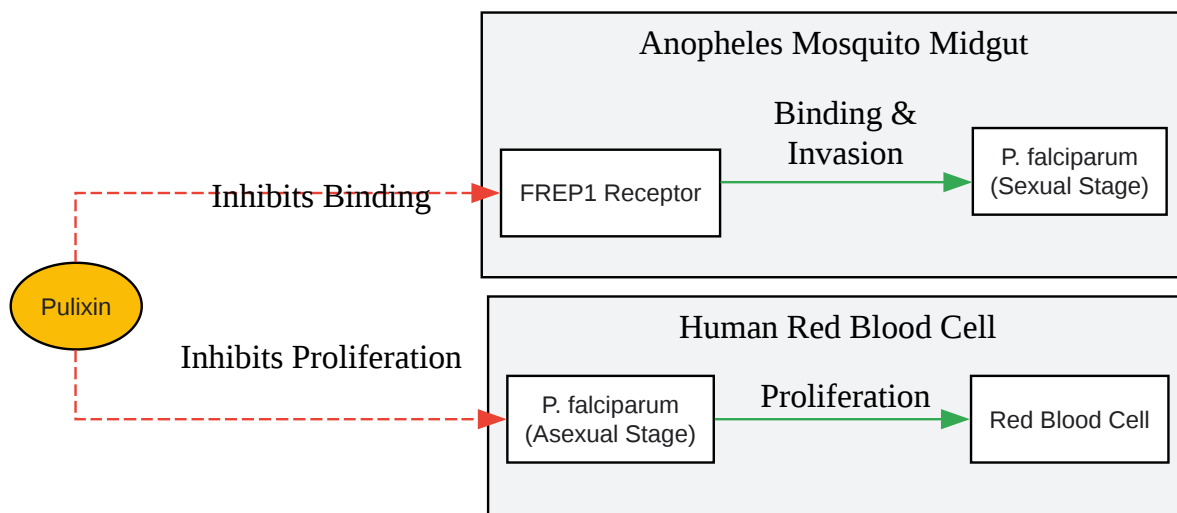 Anopheles Mosquito Midgut
Binding &
Invasion
P. falciparum
(Sexual Stage)
FREP1 Receptor
Inhibits Binding
Pulixin
Human Red Blood Cell
Inhibits Proliferation
P. falciparum
(Asexual Stage)
Proliferation
Red Blood Cell